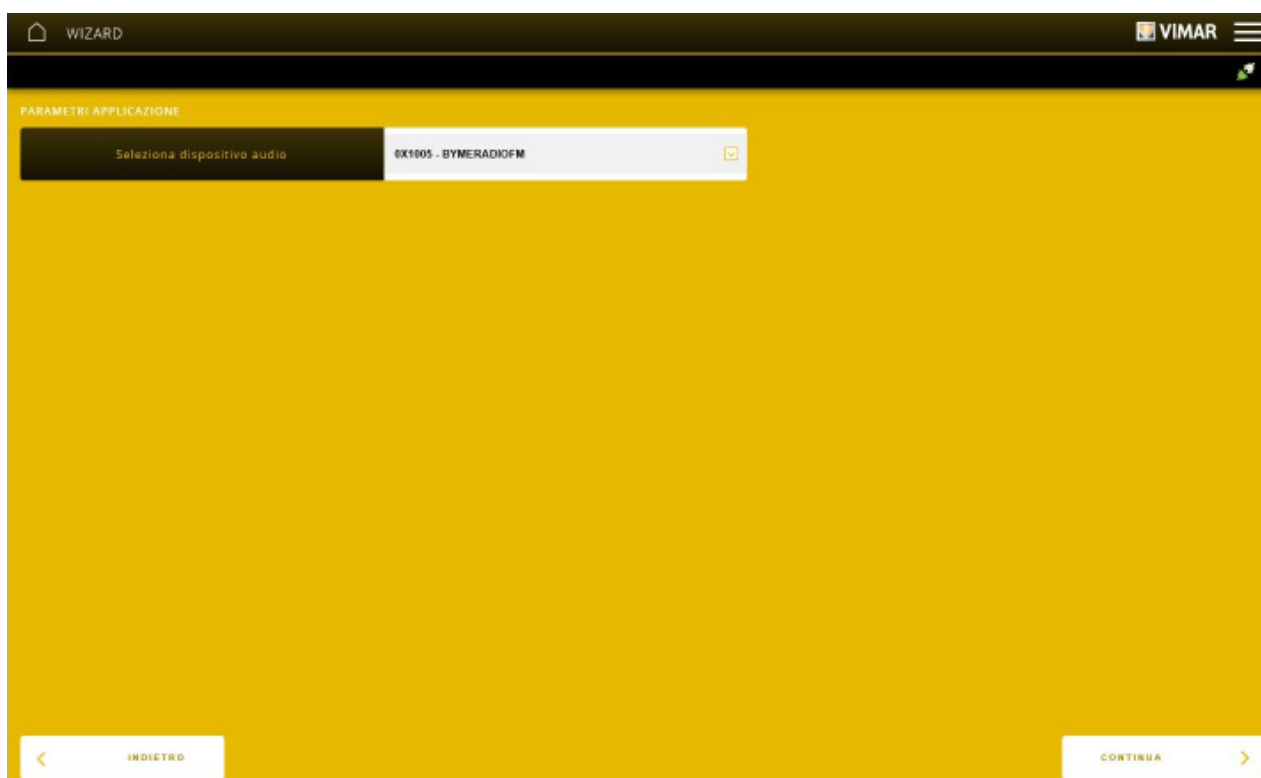 WIZARD
VIMAR
PARAMETRI APPLICAZIONE
Seleziona dispositivo audio
0X1005 - BYMERADIOFM
INDIETRO
CONTINUA